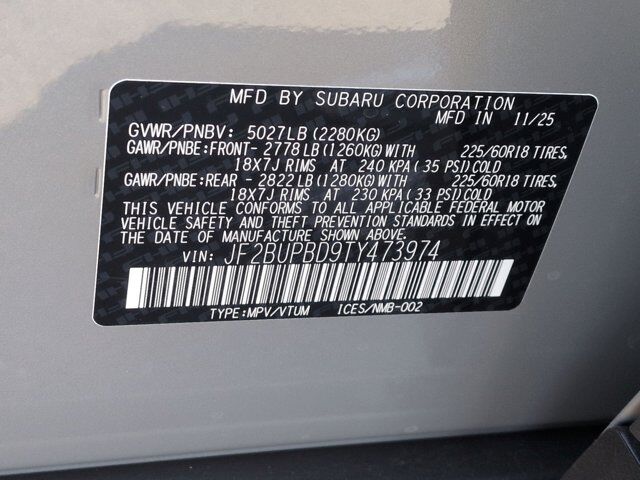 MFD BY SUBARU CORPORATION
MFD IN   11/25
GVWR/PNBV: 5027LB(2280KG)
GAWR/PNBE:FRONT-2778LB(1260KG)WITH   225/60R18 TIRES,
18X7J RIMS   AT   240 KPA(35 PSI)COLD
GAWR/PNBE:REAR - 2822LB(1280KG)WITH   225/60R18 TIRES,
18X7J RIMS   AT   230 KPA(33 PSI)COLD
THIS VEHICLE CONFORMS TO ALL APPLICABLE FEDERAL MOTOR
VEHICLE SAFETY AND THEFT PREVENTION STANDARDS IN EFFECT ON
THE DATE OF MANUFACTURE SHOWN ABOVE.
VIN: JF2BUPBD9TY473974
TYPE:MPV/VTUM   ICES/NMB-002